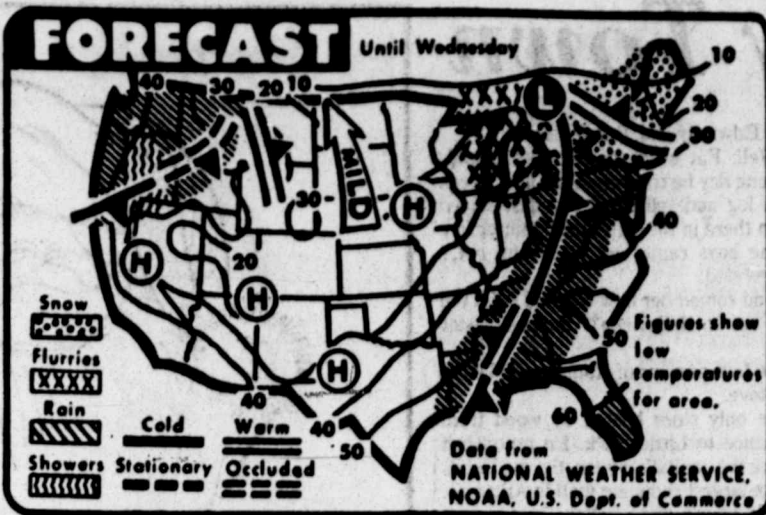 FORECAST Until Wednesday
40 30 20 10
10
20
30
40
MILD
30
L
H
H
H
H
20
Snow
Flurries
XXXX
Rain
Showers
Cold
Warm
Stationary
Occluded
40
40
50
60
50
Figures show
low
temperatures
for area.
Data from
NATIONAL WEATHER SERVICE,
NOAA, U.S. Dept. of Commerce